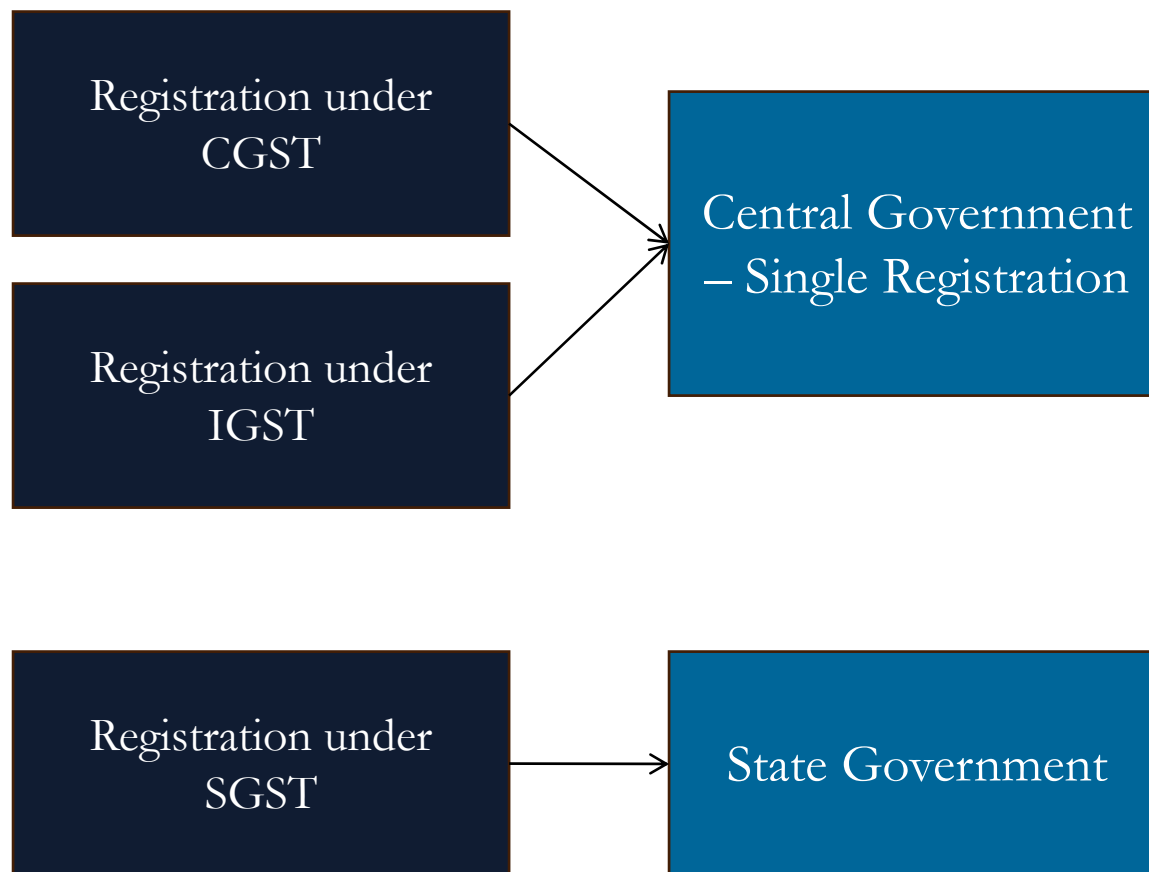 Registration under
CGST
Central Government
– Single Registration
Registration under
IGST
Registration under
SGST
State Government